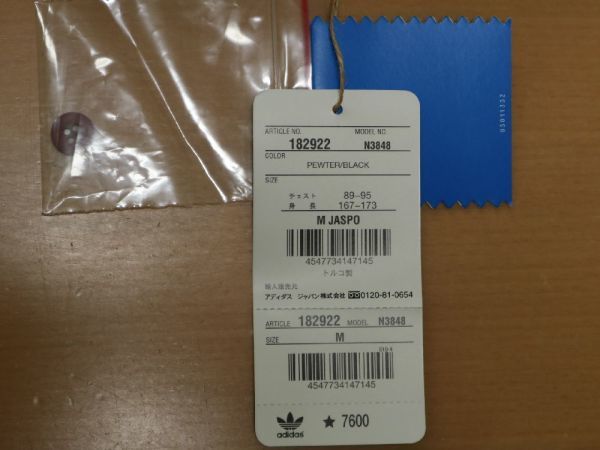 ARTICLE NO. MODEL NO.
182922 N3848
COLOR
PEWTER/BLACK
SIZE
チェスト 89-95
身長 167-173
M JASPO
4547734147145
トルコ製
輸入販売元
アディダス ジャパン株式会社 0120-81-0654
ARTICLE 182922 MODEL N3848
SIZE M
4547734147145
adidas ★ 7600